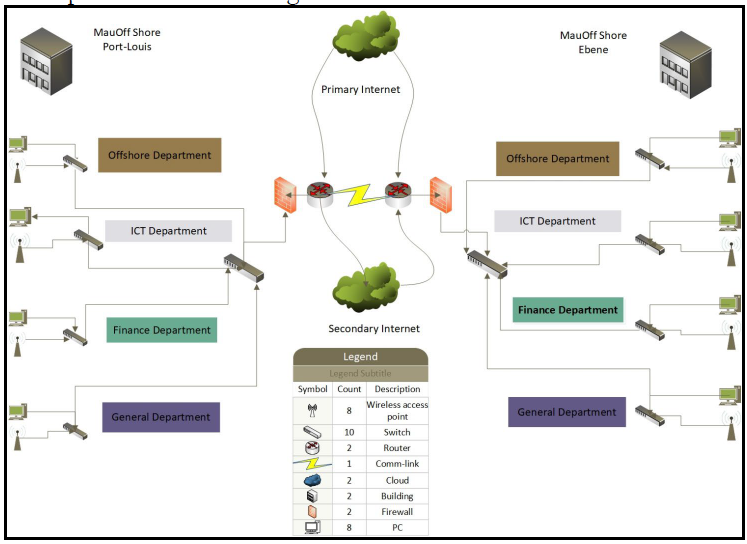 MauOff Shore
Port-Louis
MauOff Shore
Ebene
Primary Internet
Offshore Department
Offshore Department
ICT Department
ICT Department
Finance Department
Finance Department
General Department
General Department
Secondary Internet
Legend
Legend Subtitle
Symbol Count Description
8 Wireless access
point
10 Switch
2 Router
1 Comm-link
2 Cloud
2 Building
2 Firewall
8 PC